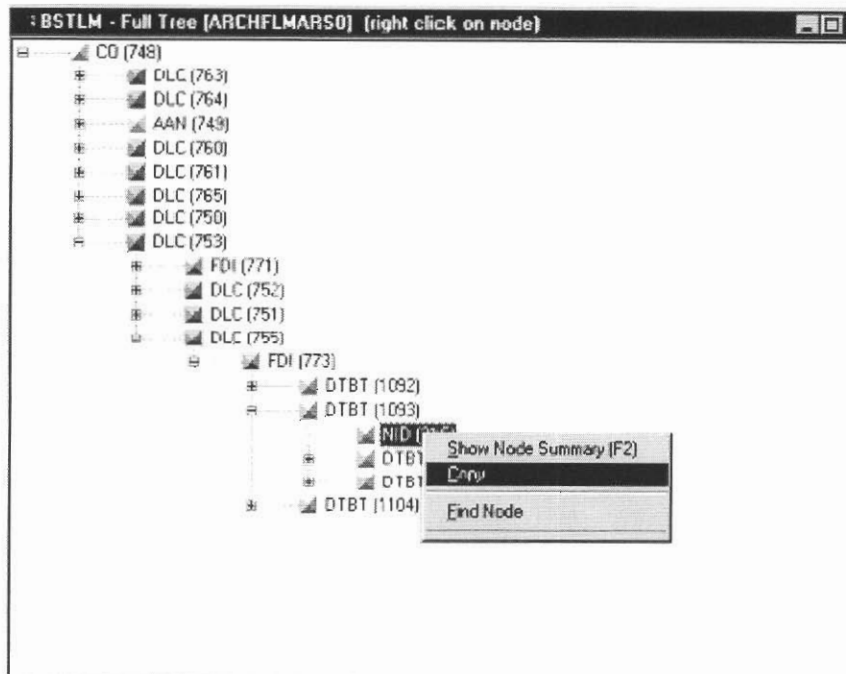 : BSTLM - Full Tree [ARCHFLMARS0] (right click on node)
CO (748)
DLC (763)
DLC (764)
AAN (749)
DLC (760)
DLC (761)
DLC (765)
DLC (750)
DLC (753)
FDI (771)
DLC (752)
DLC (751)
DLC (755)
FDI (773)
DTBT (1092)
DTBT (1093)
NID
Show Node Summary (F2)
DTBT
Copy
DTBT
DTBT (1104)
Find Node